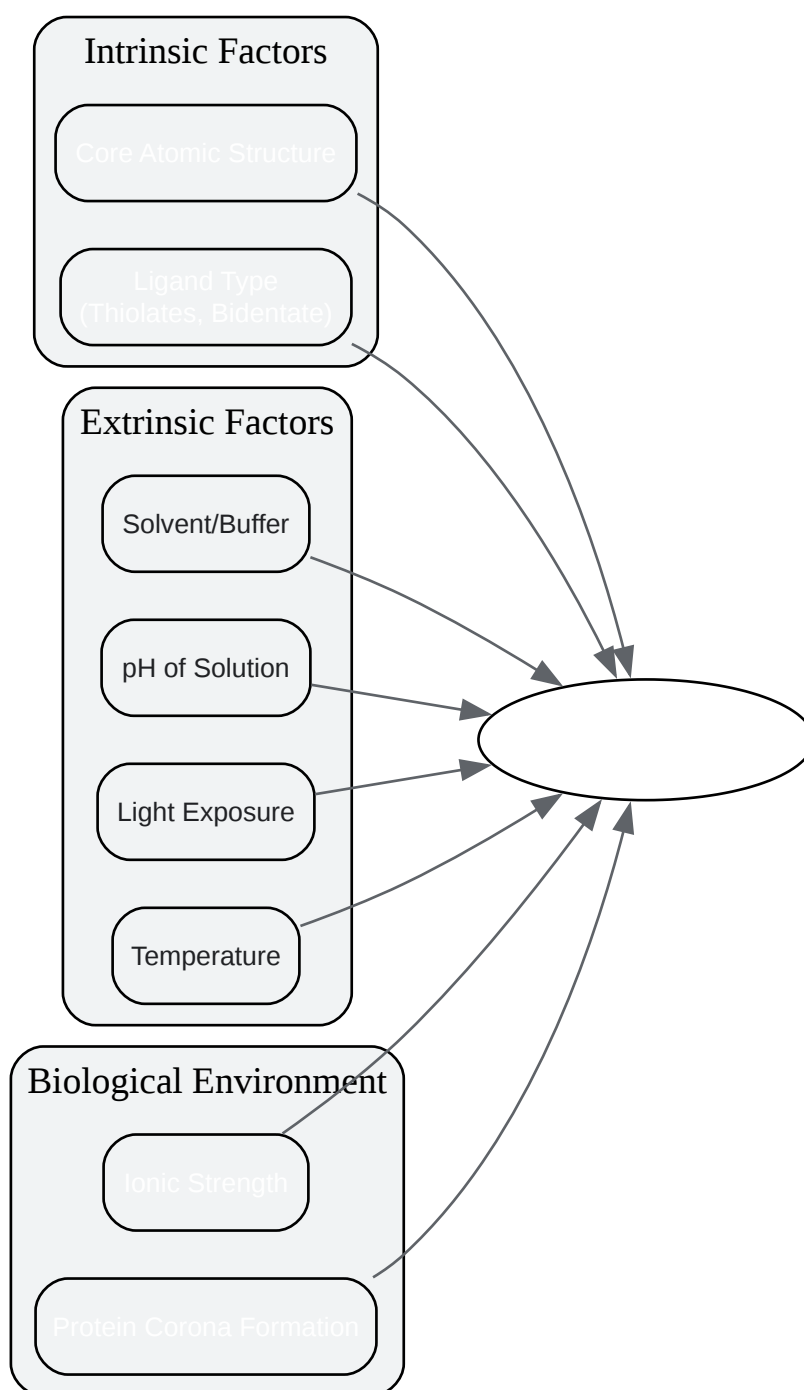 Intrinsic Factors
Core Atomic Structure
Ligand Type
(Thiolates, Bidentate)
Extrinsic Factors
Solvent/Buffer
pH of Solution
Light Exposure
Temperature
Biological Environment
Ionic Strength
Protein Corona Formation